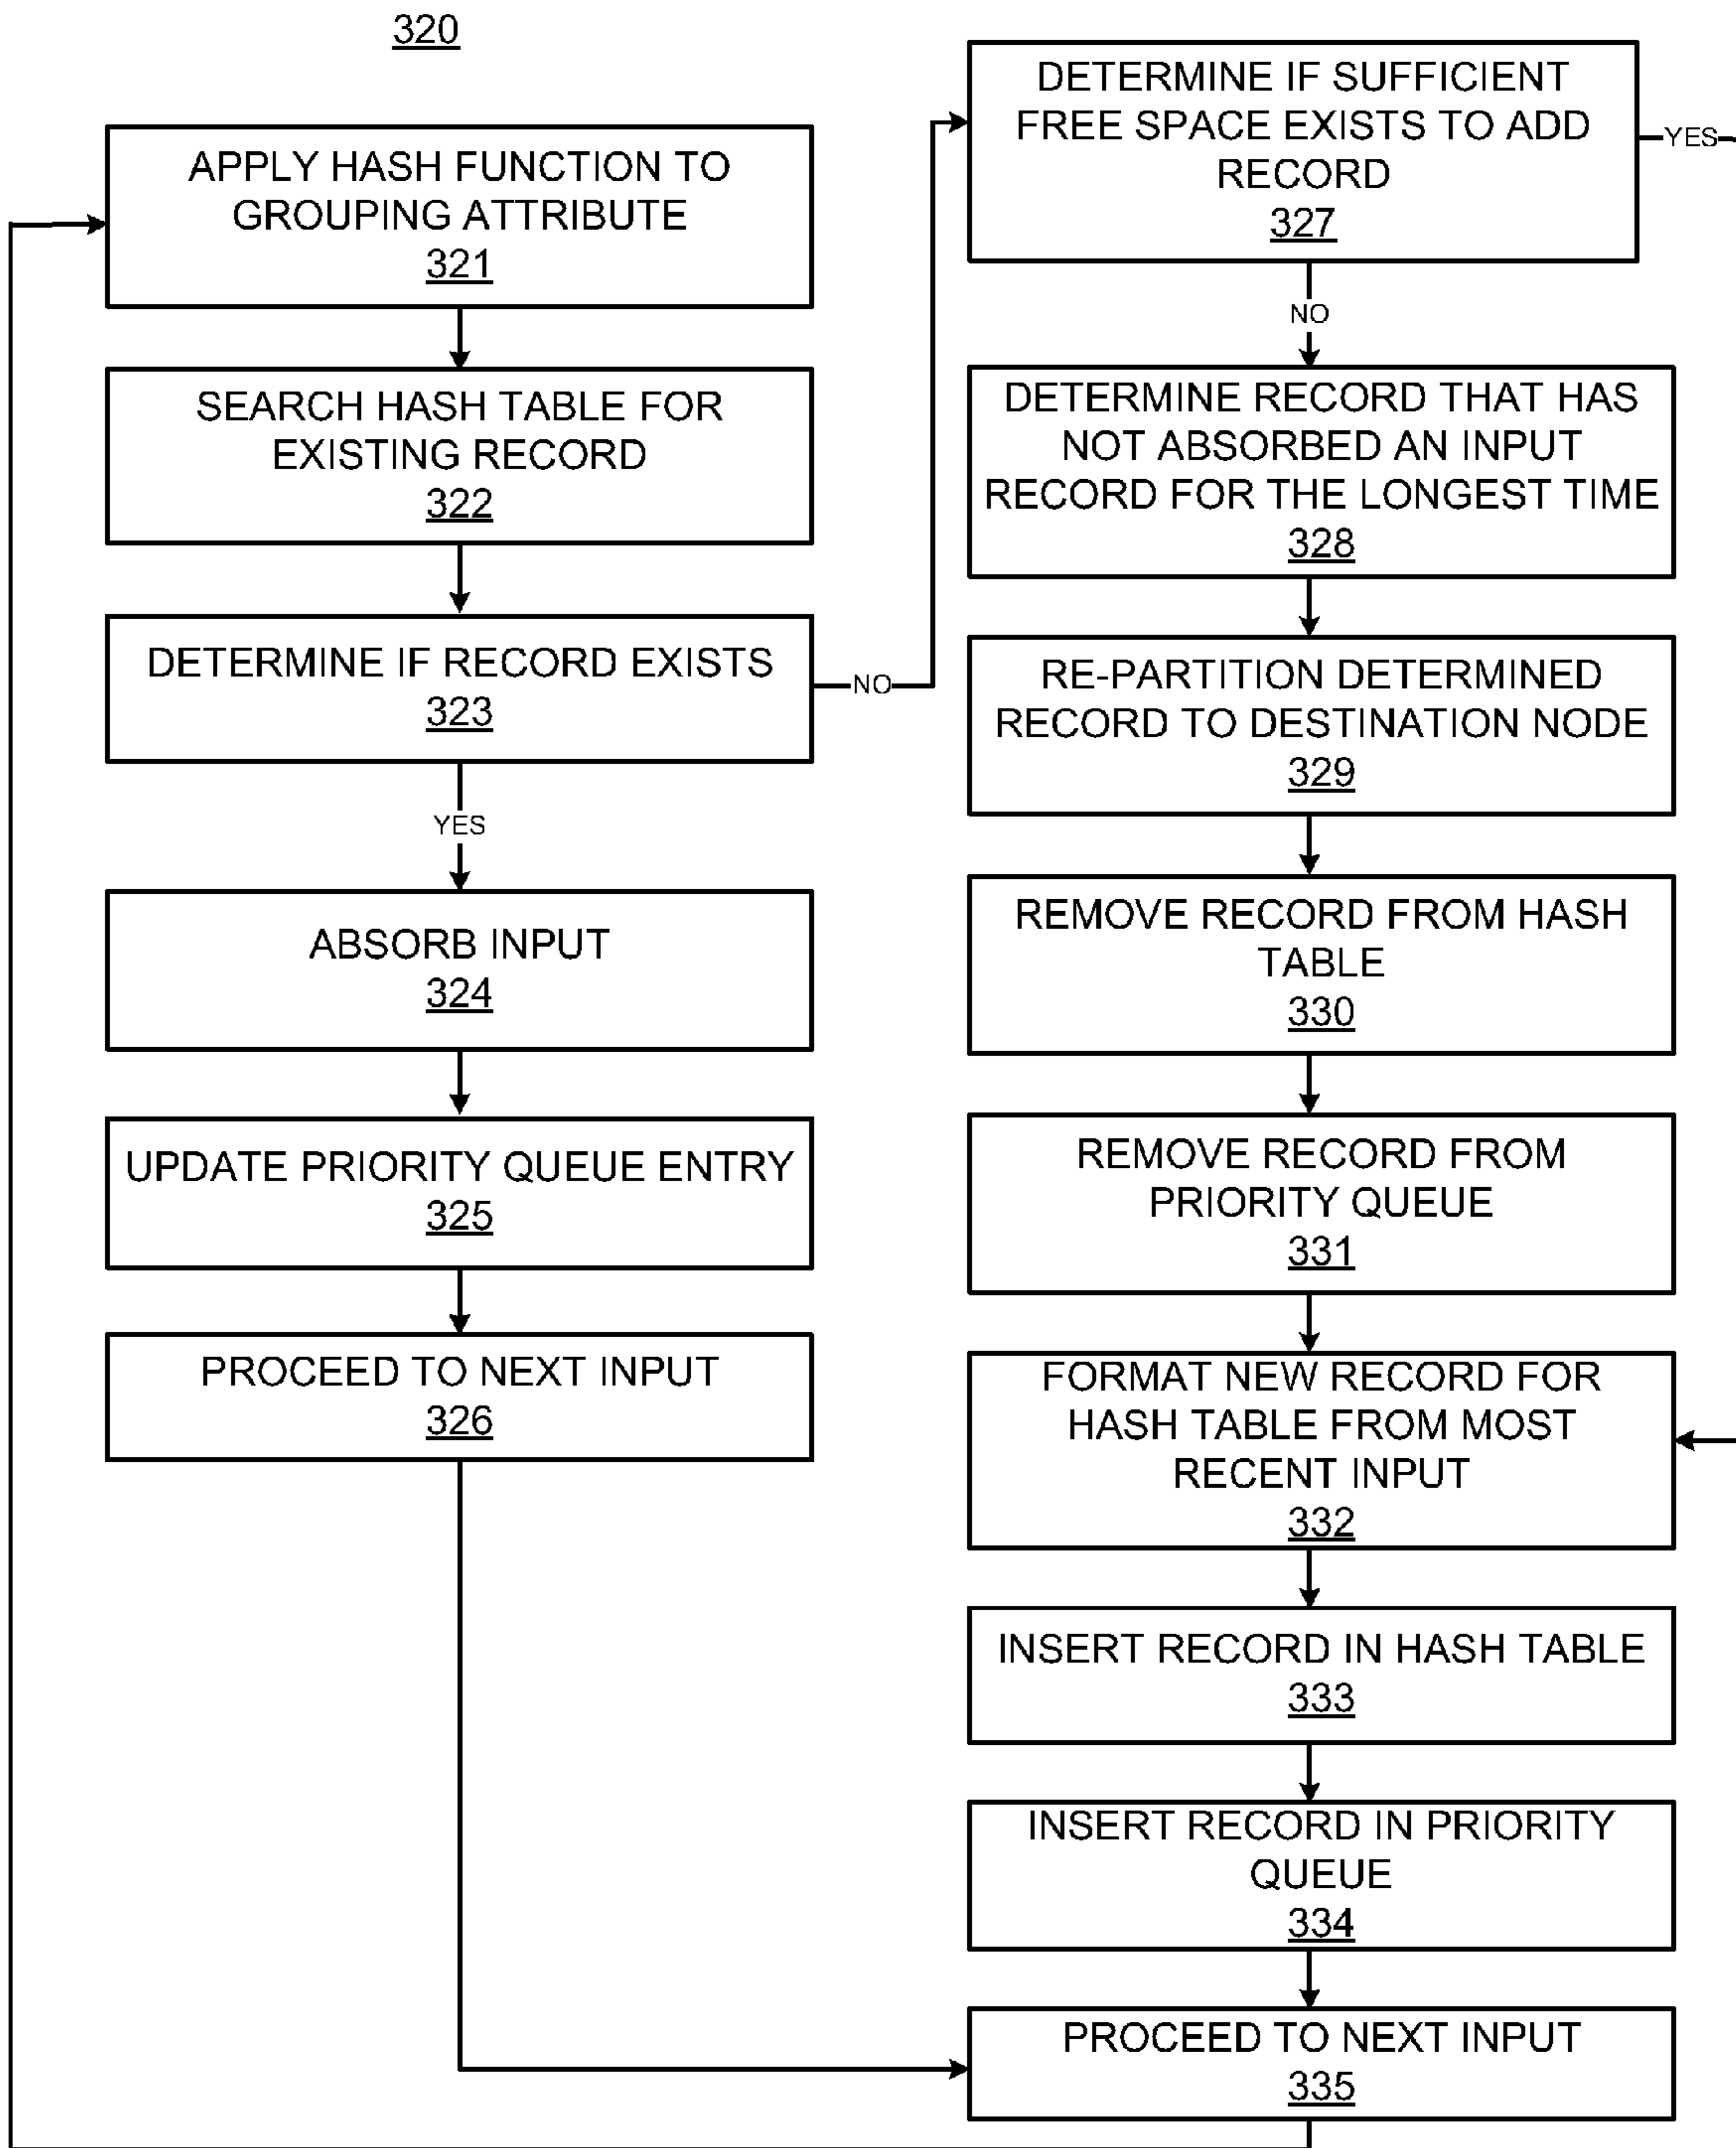 320
APPLY HASH FUNCTION TO
GROUPING ATTRIBUTE
321
SEARCH HASH TABLE FOR
EXISTING RECORD
322
DETERMINE IF RECORD EXISTS
323
NO
YES
ABSORB INPUT
324
UPDATE PRIORITY QUEUE ENTRY
325
PROCEED TO NEXT INPUT
326
DETERMINE IF SUFFICIENT
FREE SPACE EXISTS TO ADD
RECORD
327
YES
NO
DETERMINE RECORD THAT HAS
NOT ABSORBED AN INPUT
RECORD FOR THE LONGEST TIME
328
RE-PARTITION DETERMINED
RECORD TO DESTINATION NODE
329
REMOVE RECORD FROM HASH
TABLE
330
REMOVE RECORD FROM
PRIORITY QUEUE
331
FORMAT NEW RECORD FOR
HASH TABLE FROM MOST
RECENT INPUT
332
INSERT RECORD IN HASH TABLE
333
INSERT RECORD IN PRIORITY
QUEUE
334
PROCEED TO NEXT INPUT
335